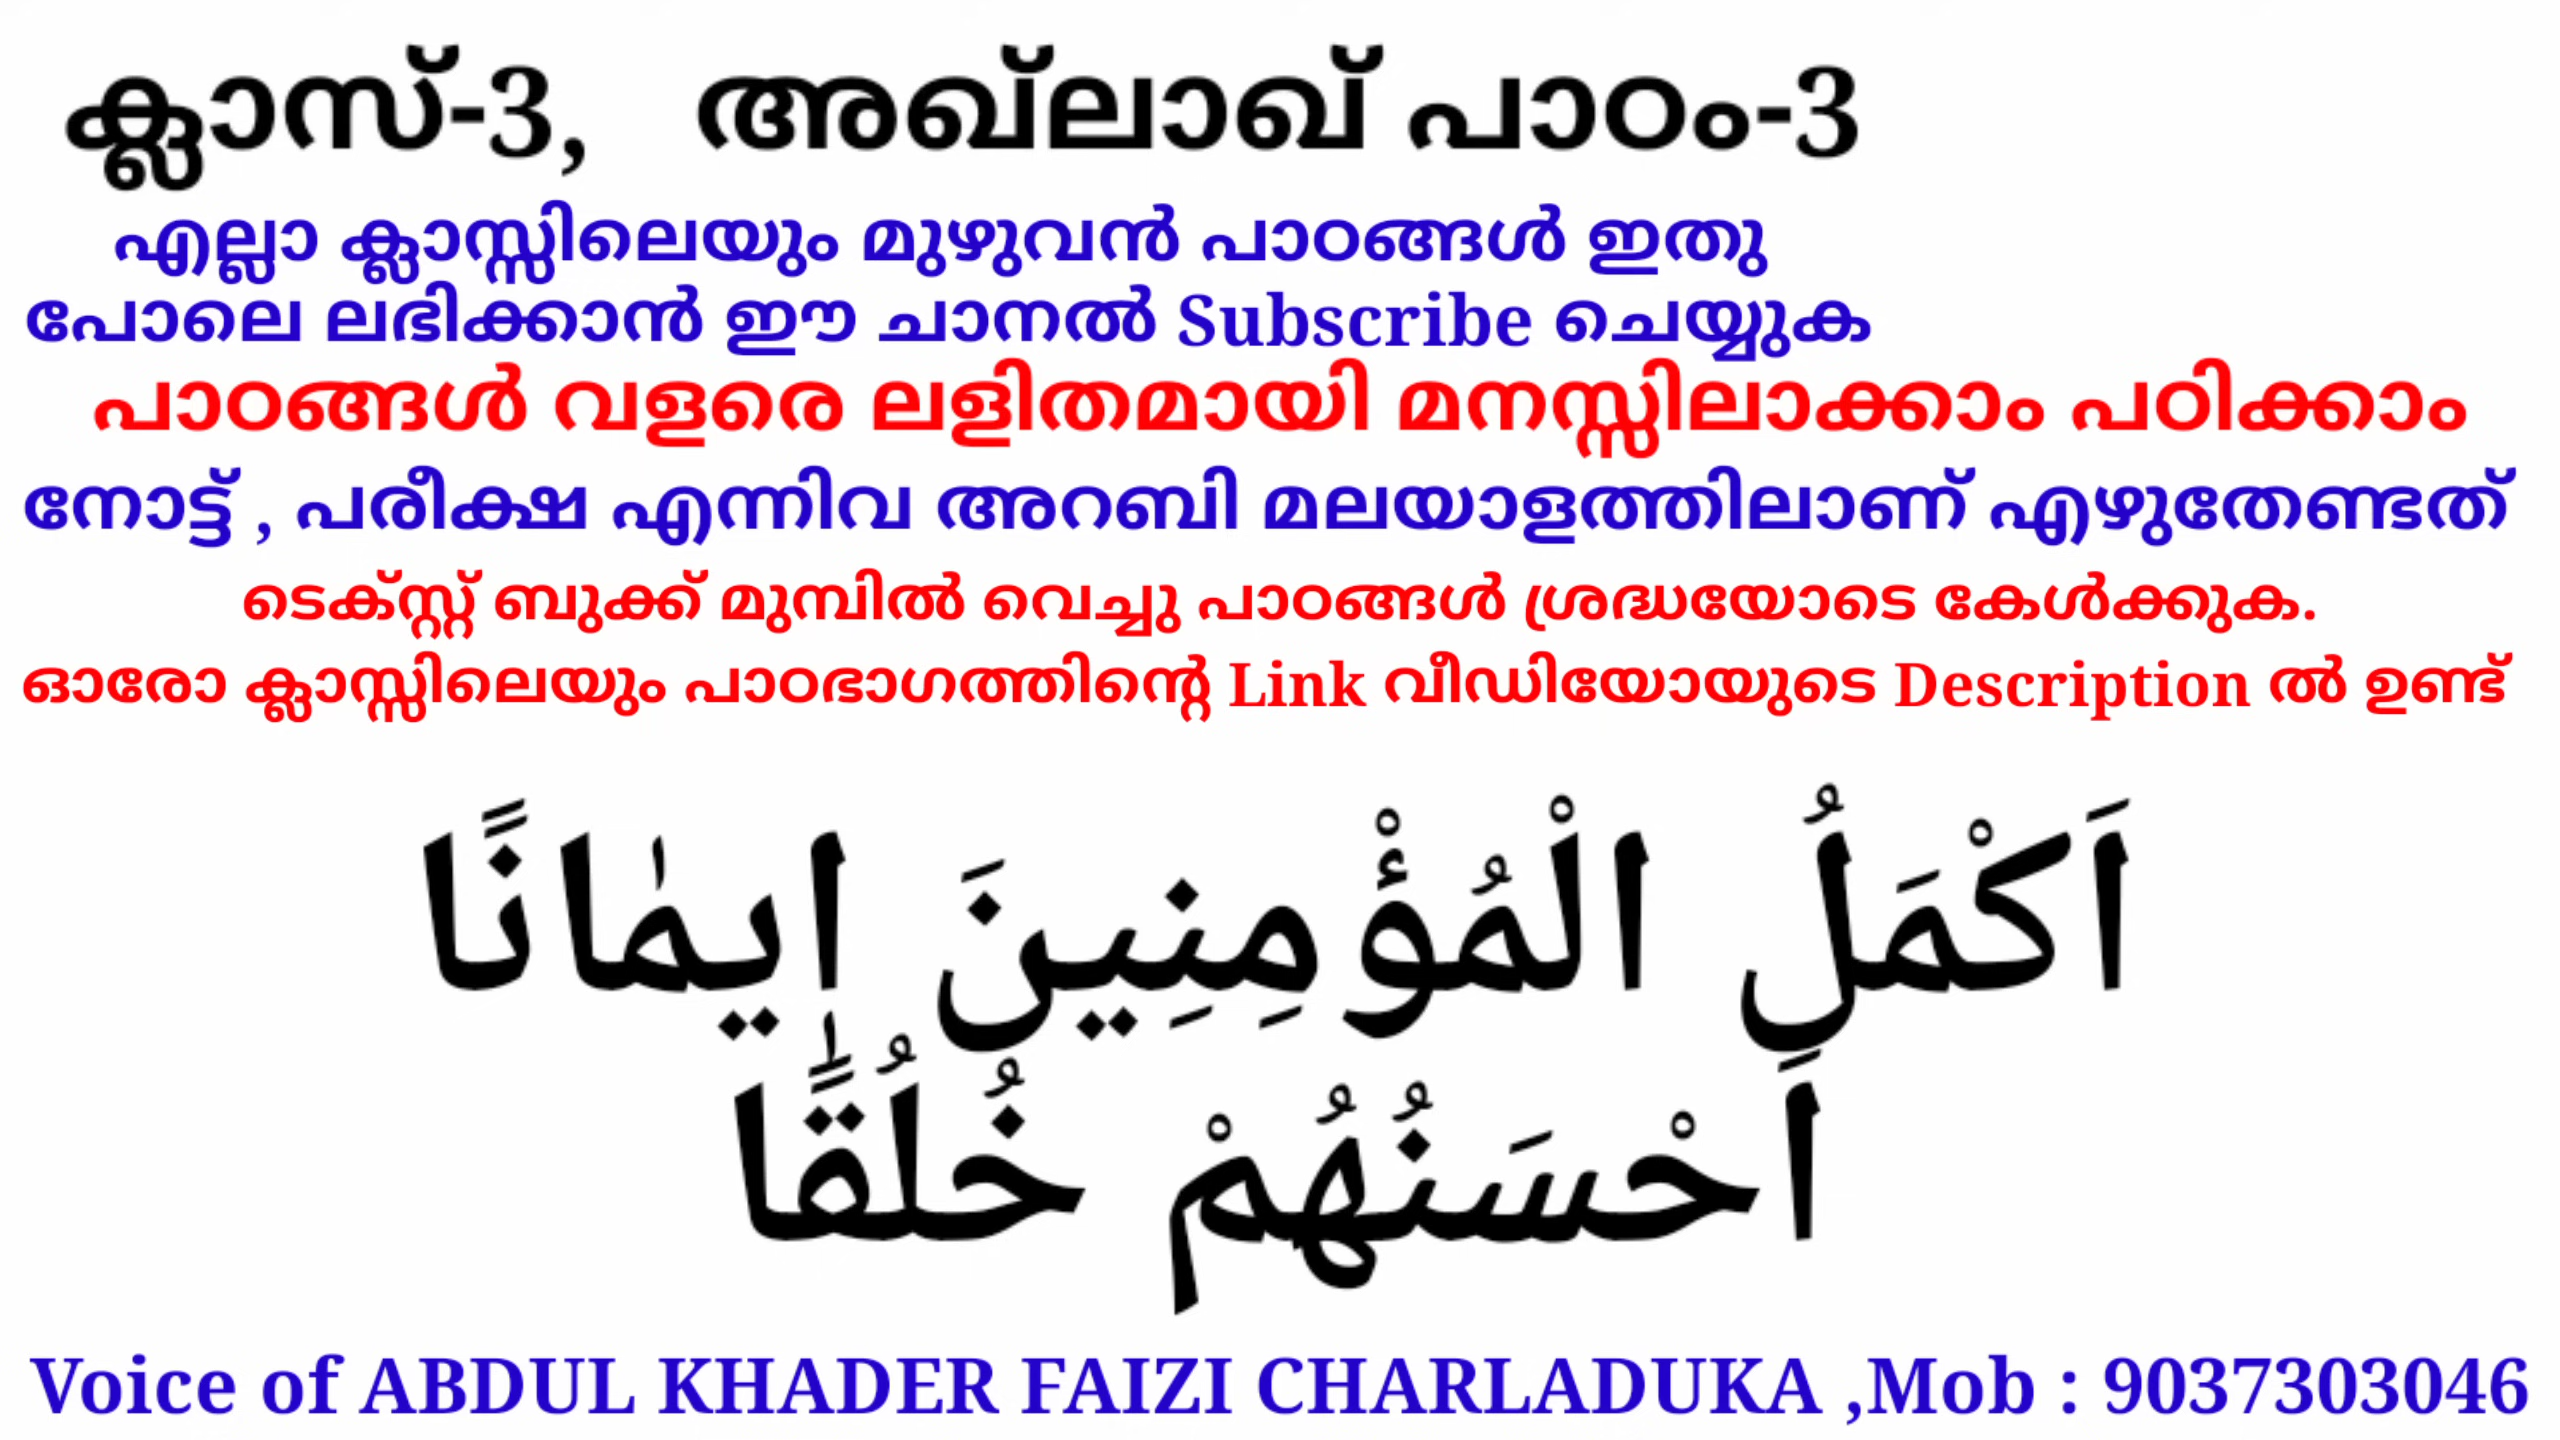 ക്ലാസ്-3, അഖ്ലാഖ് പാഠം-3
എല്ലാ ക്ലാസ്സിലെയും മുഴുവൻ പാഠങ്ങൾ ഇതു
പോലെ ലഭിക്കാൻ ഈ ചാനൽ Subscribe ചെയ്യുക
പാഠങ്ങൾ വളരെ ലളിതമായി മനസ്സിലാക്കാം പഠിക്കാം
നോട്ട് , പരീക്ഷ എന്നിവ അറബി മലയാളത്തിലാണ് എഴുതേണ്ടത്
ടെക്സ്റ്റ് ബുക്ക് മുമ്പിൽ വെച്ചു പാഠങ്ങൾ ശ്രദ്ധയോടെ കേൾക്കുക.
ഓരോ ക്ലാസ്സിലെയും പാഠഭാഗത്തിന്റെ Link വീഡിയോയുടെ Description ൽ ഉണ്ട്
اَكْمَلُ الْمُؤْمِنِينَ اِيمٰانًا
اَحْسَنُهُمْ خُلُقًا
Voice of ABDUL KHADER FAIZI CHARLADUKA ,Mob : 9037303046